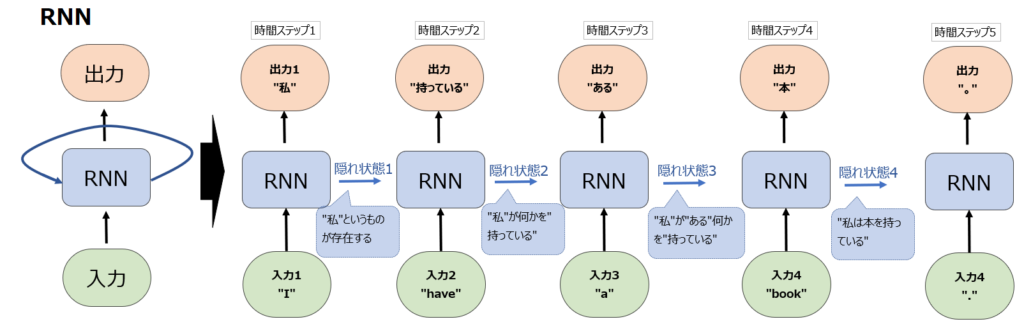 RNN
出力
RNN
入力
時間ステップ1
時間ステップ2
時間ステップ3
時間ステップ4
時間ステップ5
出力1
"私"
出力
"持っている"
出力
"ある"
出力
"本"
出力
"。"
RNN
隠れ状態1
RNN
隠れ状態2
RNN
隠れ状態3
RNN
隠れ状態4
RNN
"私"というもの
が存在する
"私"が何かを"
持っている"
"私"が"ある"何か
を"持っている"
"私は本を持っ
ている"
入力1
"I"
入力2
"have"
入力3
"a"
入力4
"book"
入力4
"."